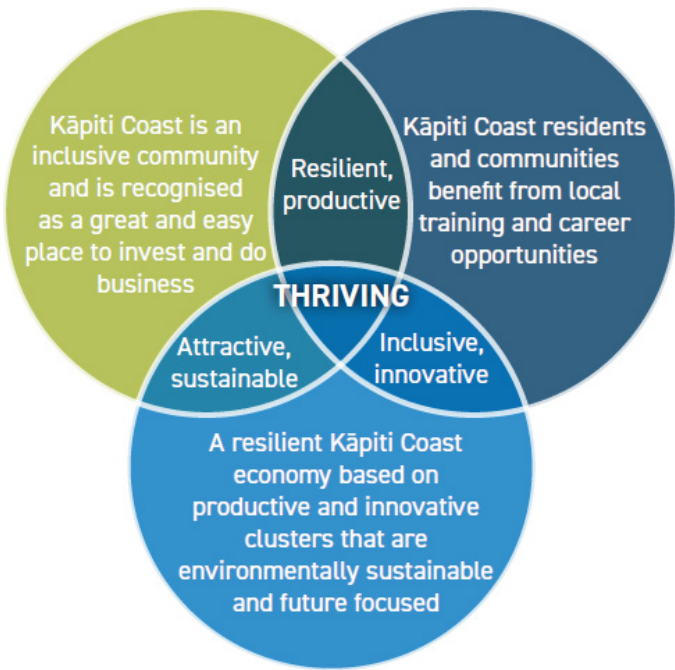 Kāpiti Coast is an
inclusive community
and is recognised
as a great and easy
place to invest and do
business
Resilient,
productive
Kāpiti Coast residents
and communities
benefit from local
training and career
opportunities
THRIVING
Attractive,
sustainable
Inclusive,
innovative
A resilient Kāpiti Coast
economy based on
productive and innovative
clusters that are
environmentally sustainable
and future focused